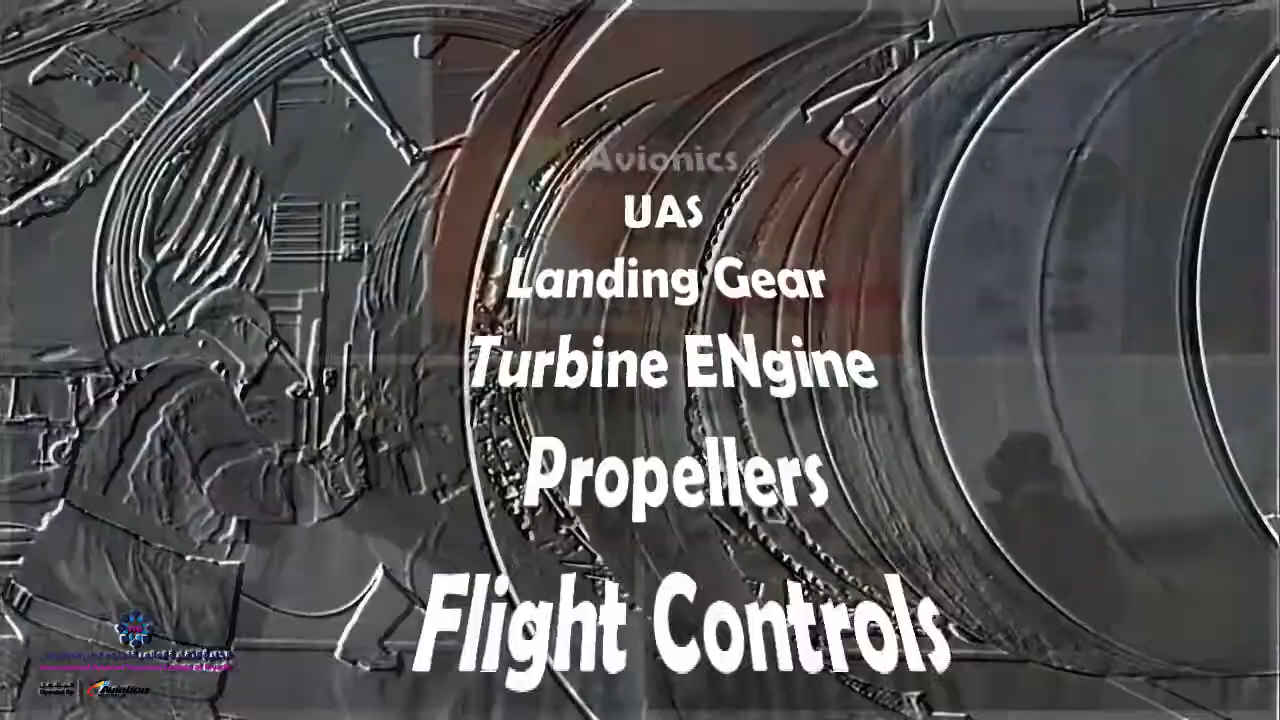 Avionics
UAS
Landing Gear
Turbine ENgine
Propellers
Flight Controls